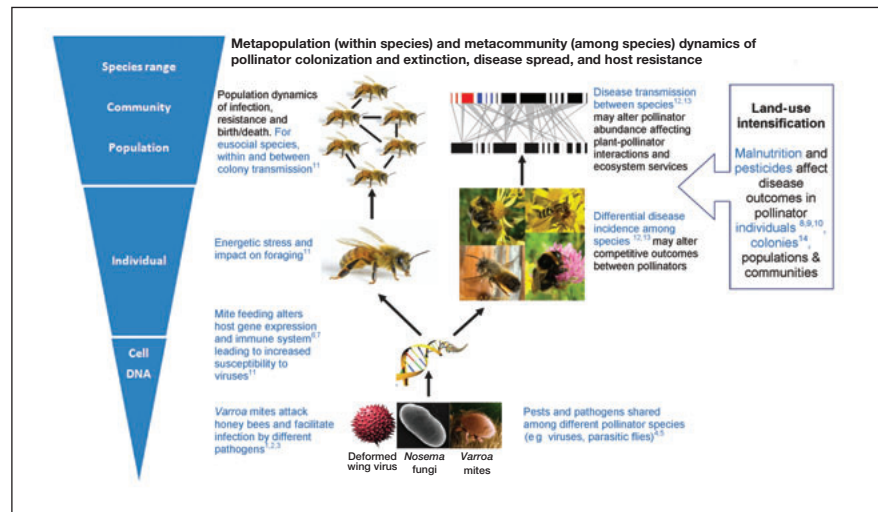 Metapopulation (within species) and metacommunity (among species) dynamics of
pollinator colonization and extinction, disease spread, and host resistance
Species range
Community
Population
Individual
Cell
DNA
Population dynamics
of infection,
resistance and
birth/death. For
eusocial species,
within and between
colony transmission11
Energetic stress and
impact on foraging11
Mite feeding alters
host gene expression
and immune system6,7
leading to increased
susceptibility to
viruses11
Varroa mites attack
honey bees and facilitate
infection by different
pathogens1,2,3
Deformed
wing virus
Nosema
fungi
Varroa
mites
Disease transmission
between species12,13
may alter pollinator
abundance affecting
plant-pollinator
interactions and
ecosystem services
Differential disease
incidence among
species 12,13 may alter
competitive outcomes
between pollinators
Pests and pathogens shared
among different pollinator species
(e g viruses, parasitic flies)4,5
Land-use
intensification
Malnutrition and
pesticides affect
disease
outcomes in
pollinator
individuals 8,9,10,
colonies14,
populations &
communities